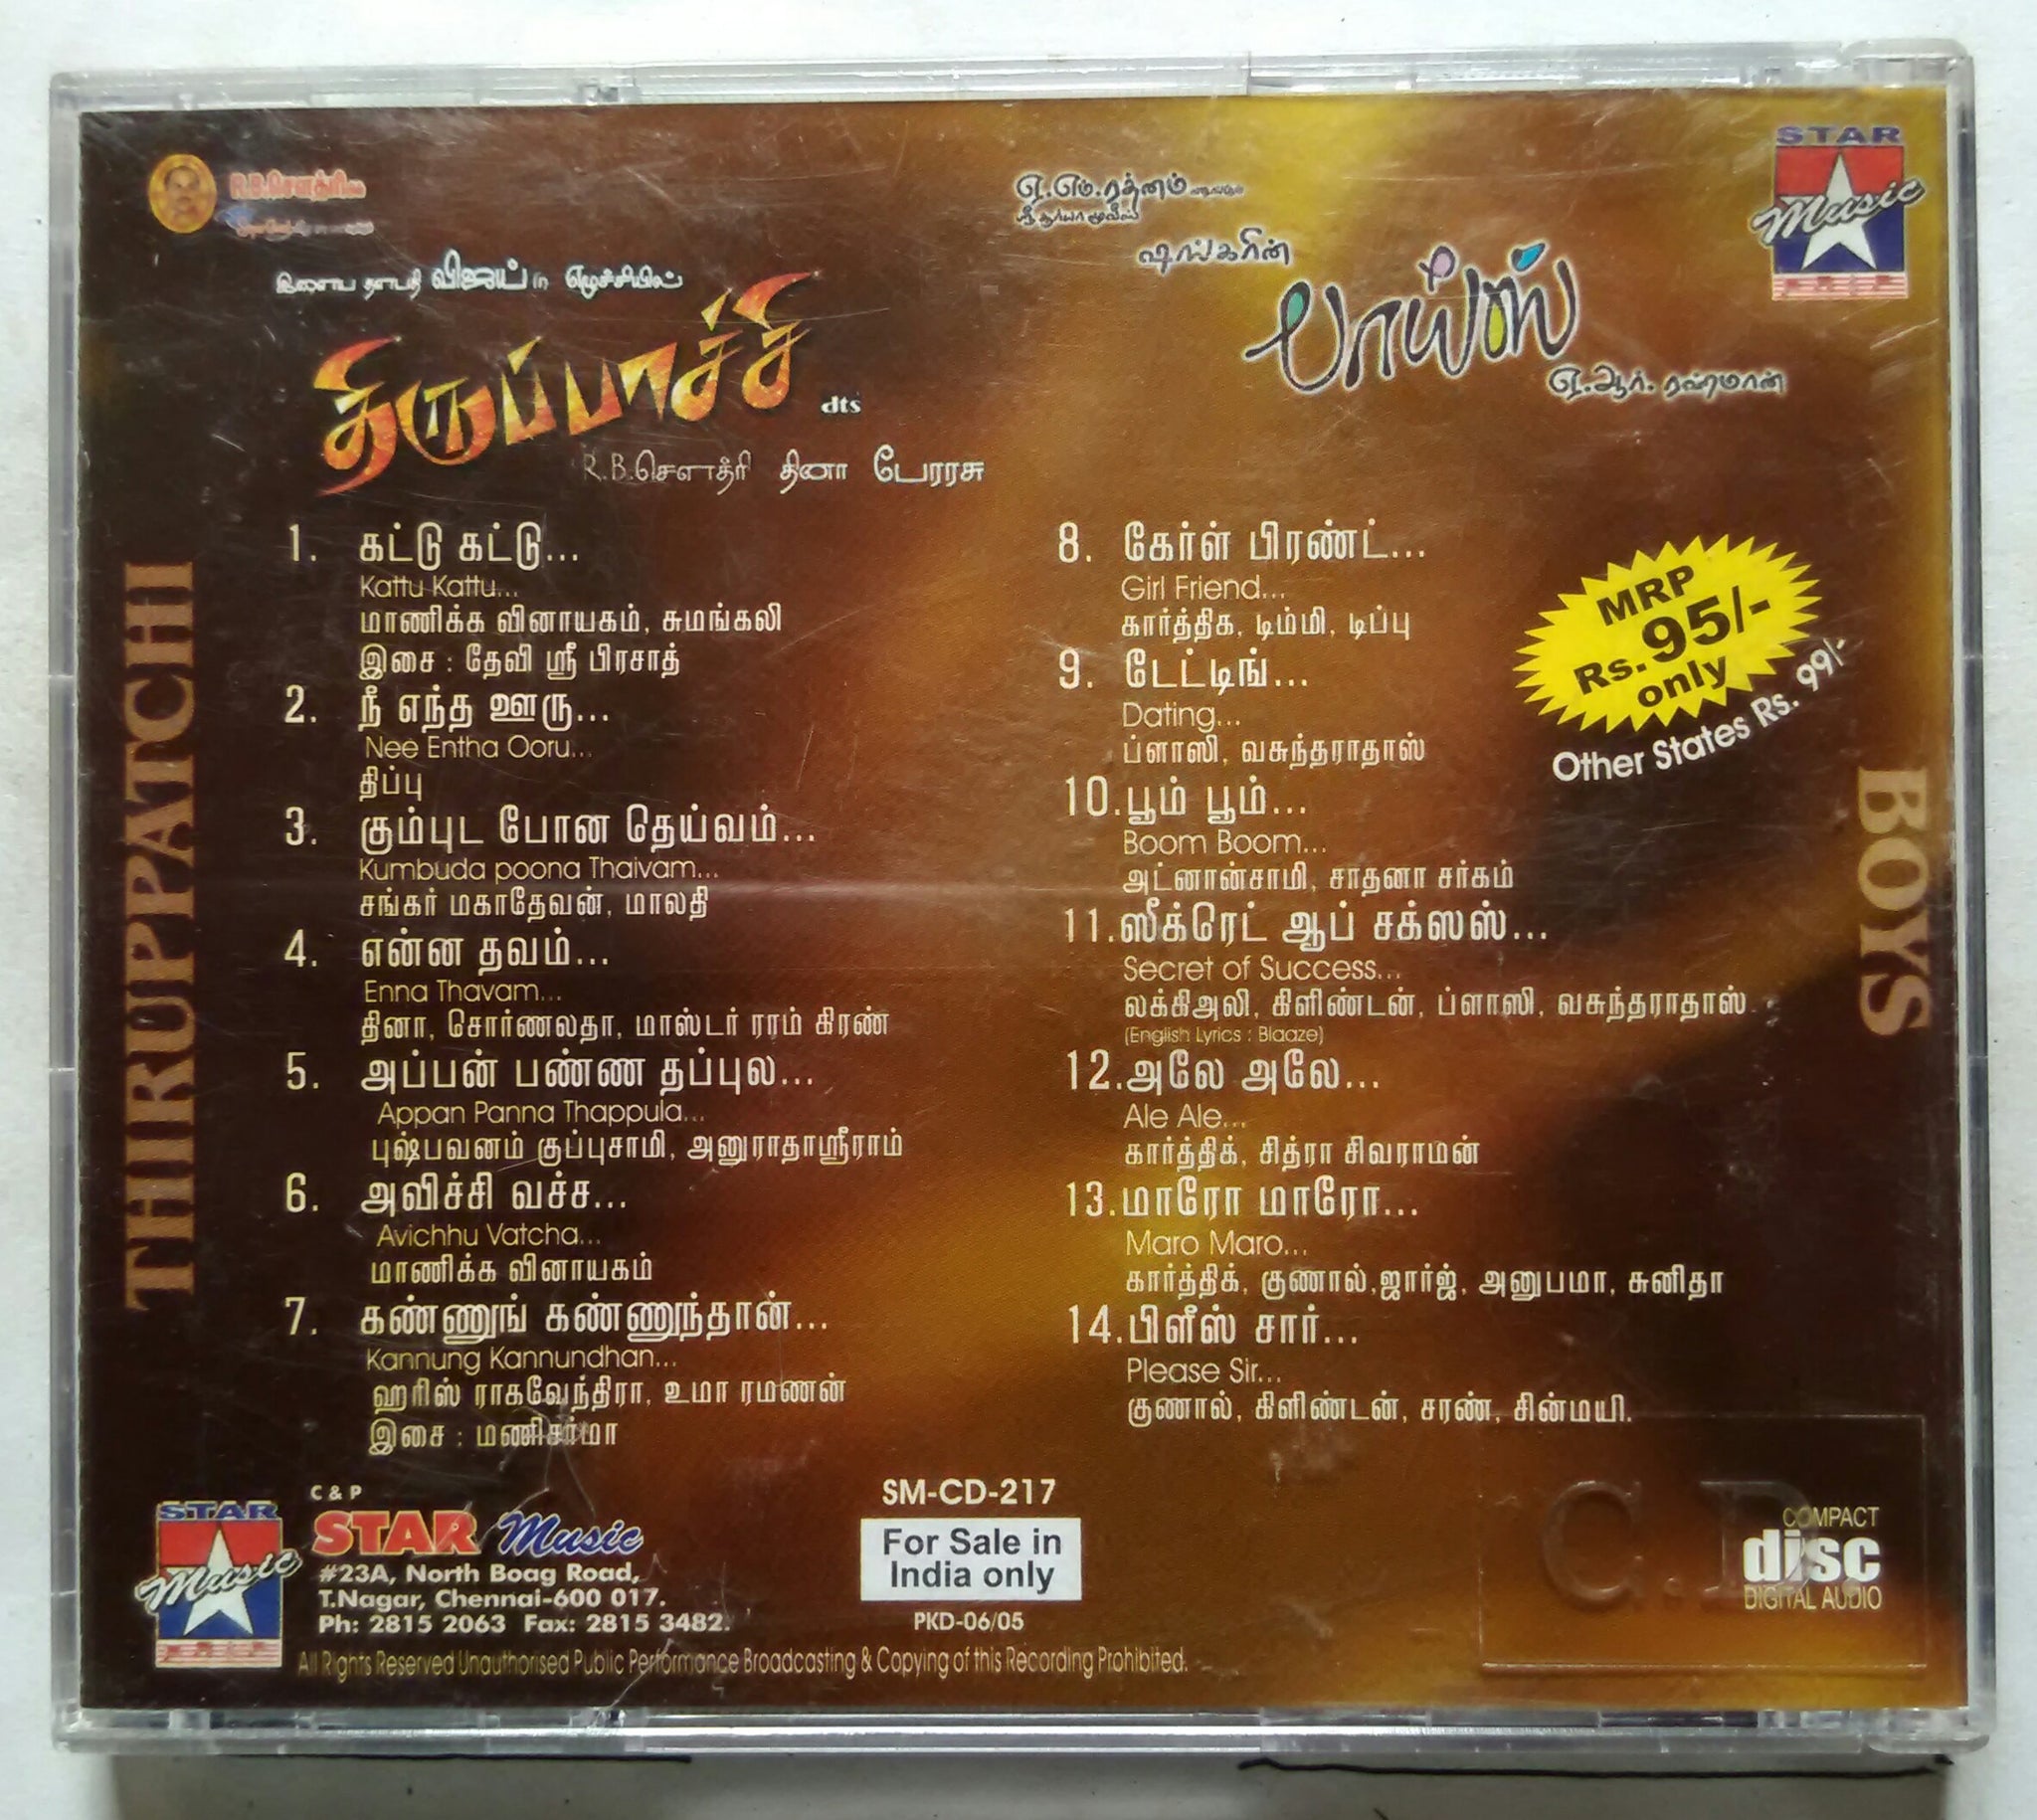 R.B.சௌத்ரி
இளைய தளபதி விஜய் ன் எழுச்சியில்
திருப்பாச்சி
dts
R.B.சௌத்ரி தினா பேரரசு
THIRUPPATCHI
1. கட்டு கட்டு...
Kattu Kattu...
மாணிக்க வினாயகம், சுமங்கலி
இசை : தேவி ஸ்ரீ பிரசாத்
2. நீ எந்த ஊரு...
Nee Entha Ooru...
திப்பு
3. கும்புட போன தெய்வம்...
Kumbuda poona Thaivam...
சங்கர் மகாதேவன், மாலதி
4. என்ன தவம்...
Enna Thavam...
தினா, சோர்ணலதா, மாஸ்டர் ராம் கிரண்
5. அப்பன் பண்ண தப்புல...
Appan Panna Thappula...
புஷ்பவனம் குப்புசாமி, அனுராதாஸ்ரீராம்
6. அவிச்சி வச்ச...
Avichhu Vatcha...
மாணிக்க வினாயகம்
7. கண்ணுங் கண்ணுந்தான்...
Kannung Kannundhan...
ஹரிஸ் ராகவேந்திரா, உமா ரமணன்
இசை : மணிசர்மா
ஏ.எம்.ரத்னம்
ஸ்ரீ சூர்யா மூவீஸ்
ஷங்கரின்
பாய்ஸ்
ஏ.ஆர். ரஹ்மான்
STAR
Music
8. கேர்ள் பிரண்ட்...
Girl Friend...
கார்த்திக, டிம்மி, டிப்பு
9. டேட்டிங்...
Dating...
ப்ளாஸி, வசுந்தராதாஸ்
10. பூம் பூம்...
Boom Boom...
அட்னான்சாமி, சாதனா சர்கம்
11. ஸீக்ரெட் ஆப் சக்ஸஸ்...
Secret of Success...
லக்கிஅலி, கிளிண்டன், ப்ளாஸி, வசுந்தராதாஸ்
(English Lyrics : Blaaze)
12. அலே அலே...
Ale Ale...
கார்த்திக், சித்ரா சிவராமன்
13. மாரோ மாரோ...
Maro Maro...
கார்த்திக், குணால்,ஜார்ஜ், அனுபமா, சுனிதா
14. பிளீஸ் சார்...
Please Sir...
குணால், கிளிண்டன், சரண், சின்மயி.
MRP
Rs. 95/-
only
Other States Rs. 99/-
BOYS
STAR
Music
C & P
STAR Music
#23A, North Boag Road,
T.Nagar, Chennai-600 017.
Ph: 2815 2063 Fax: 2815 3482.
SM-CD-217
For Sale in
India only
PKD-06/05
C.D
COMPACT
disc
DIGITAL AUDIO
All Rights Reserved Unauthorised Public Performance Broadcasting & Copying of this Recording Prohibited.